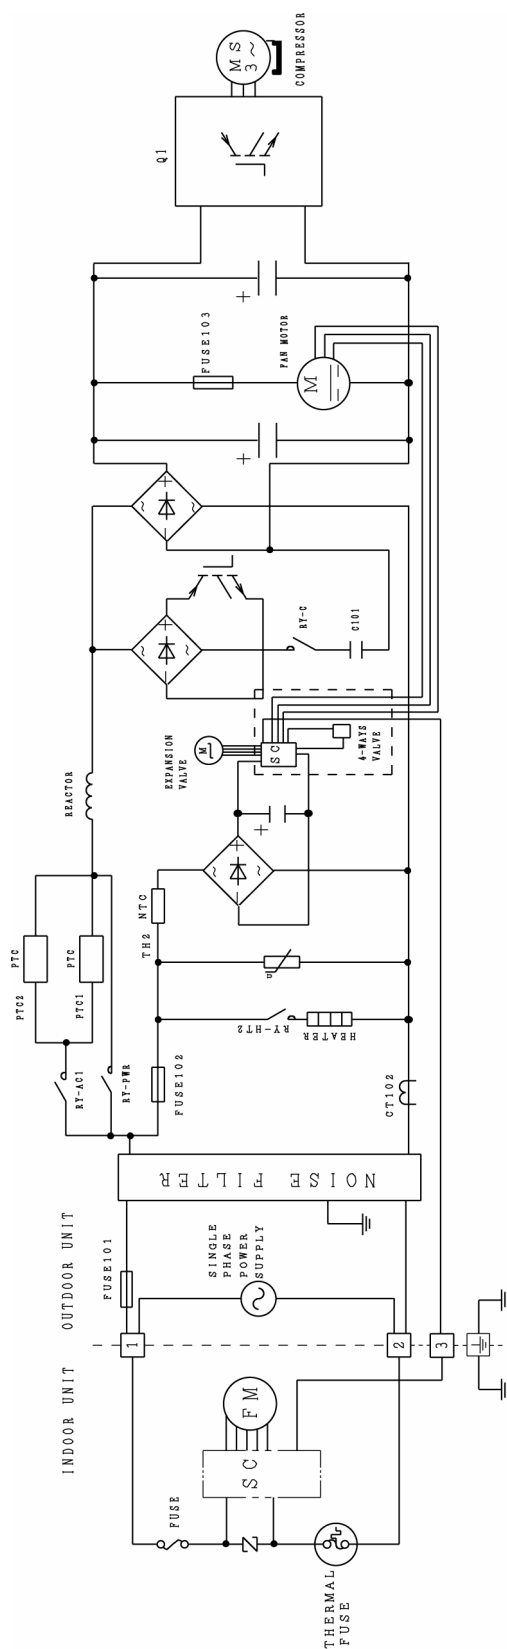 COMPRESSOR
M S
3 ~
Q1
+
FUSE103
FAN MOTOR
M
+
+
~
~
−
RY-C
C101
+
~
~
−
EXPANSION
VALVE
M
SC
4-WAYS
VALVE
REACTOR
+
+
~
~
−
NTC
TH2
PTC
PTC2
PTC
PTC1
U
RY-HT2
HEATER
RY-AC1
RY-PWR
FUSE102
CT102
NOISE FILTER
OUTDOOR UNIT
FUSE101
SINGLE
PHASE
POWER
SUPPLY
1
2
3
INDOOR UNIT
FM
SC
FUSE
THERMAL
FUSE